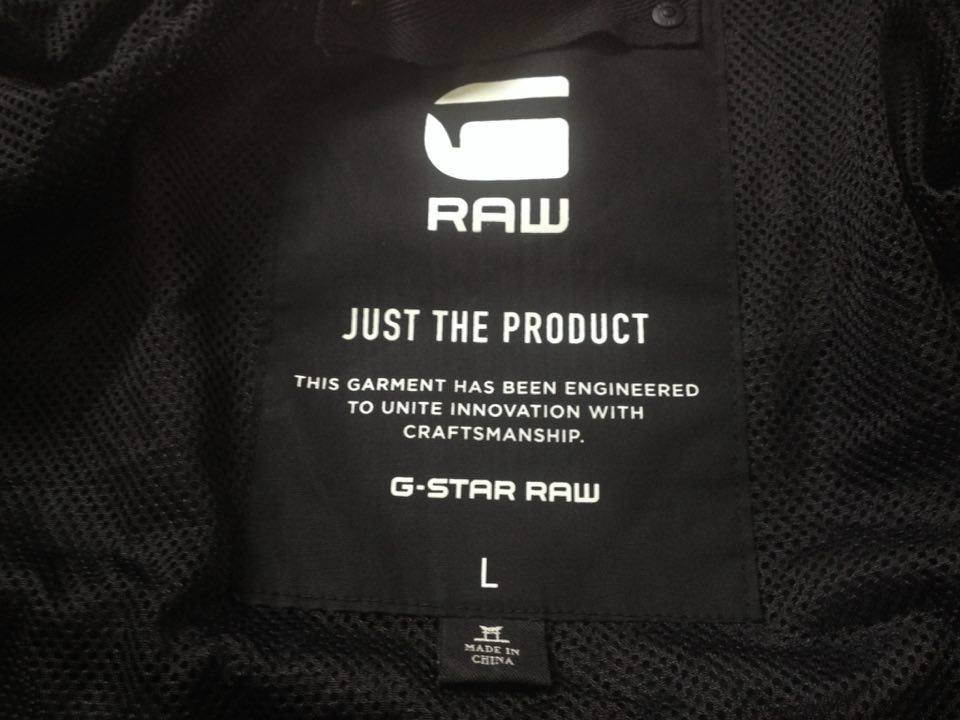 G
RAW
JUST THE PRODUCT
THIS GARMENT HAS BEEN ENGINEERED
TO UNITE INNOVATION WITH
CRAFTSMANSHIP.
G-STAR RAW
L
MADE IN
CHINA